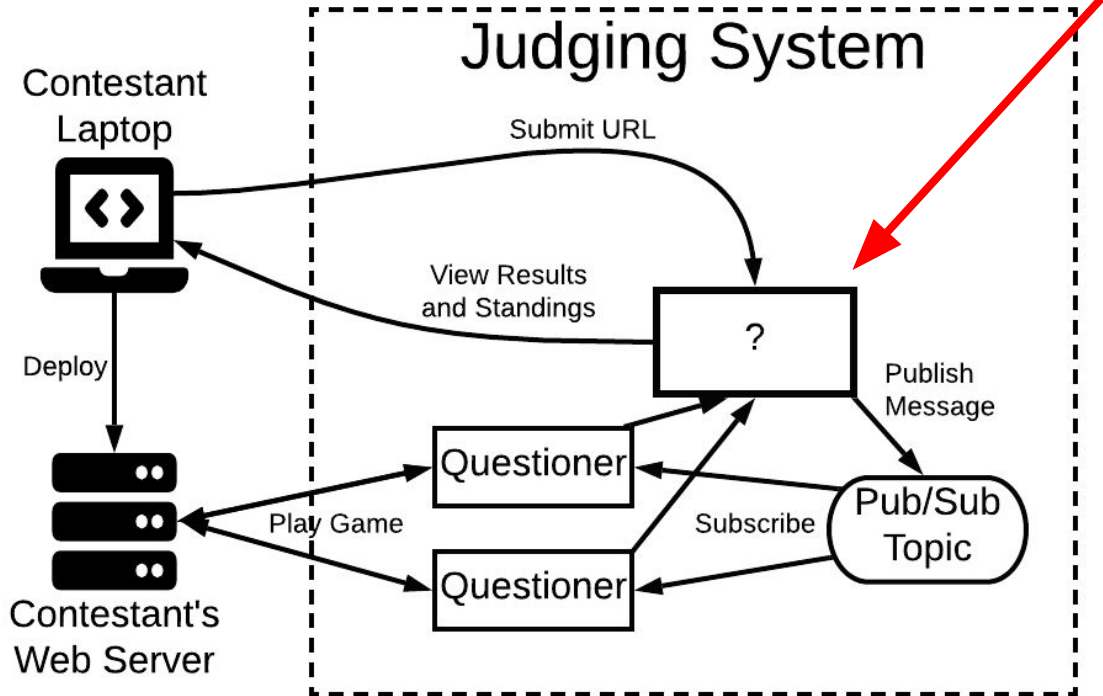 Judging System
Contestant
Laptop
Submit URL
View Results
and Standings
?
Deploy
Publish
Message
Questioner
Pub/Sub
Topic
Play Game
Subscribe
Questioner
Contestant's
Web Server